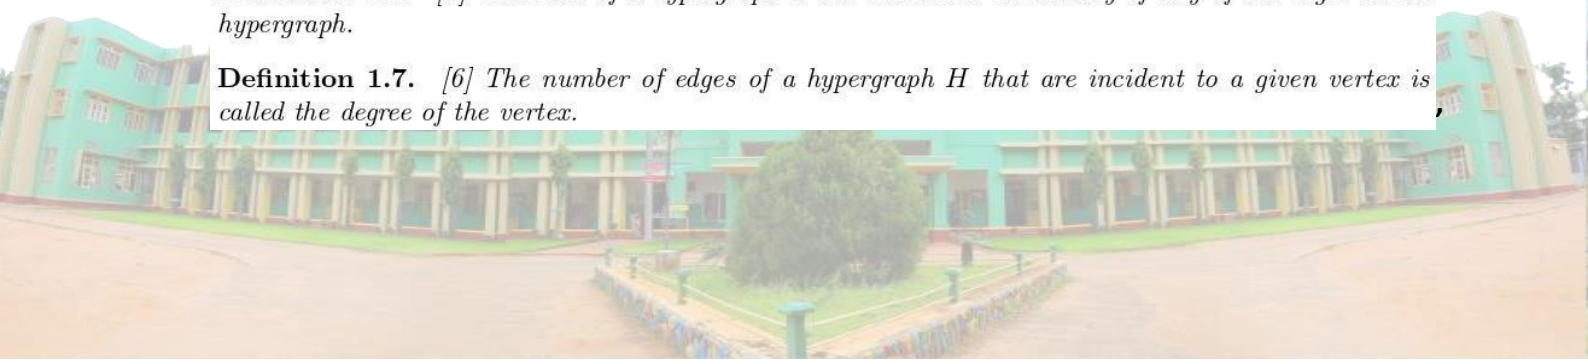 hypergraph.
Definition 1.7. [6] The number of edges of a hypergraph H that are incident to a given vertex is
called the degree of the vertex.
,